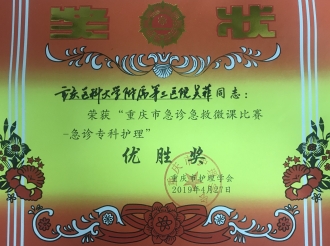 奖 状
重庆医科大学附属第二医院吴菲同志:
荣获“重庆市急诊急救微课比赛
-急诊专科护理”
优胜奖
重庆市护理学会
2019年4月27日